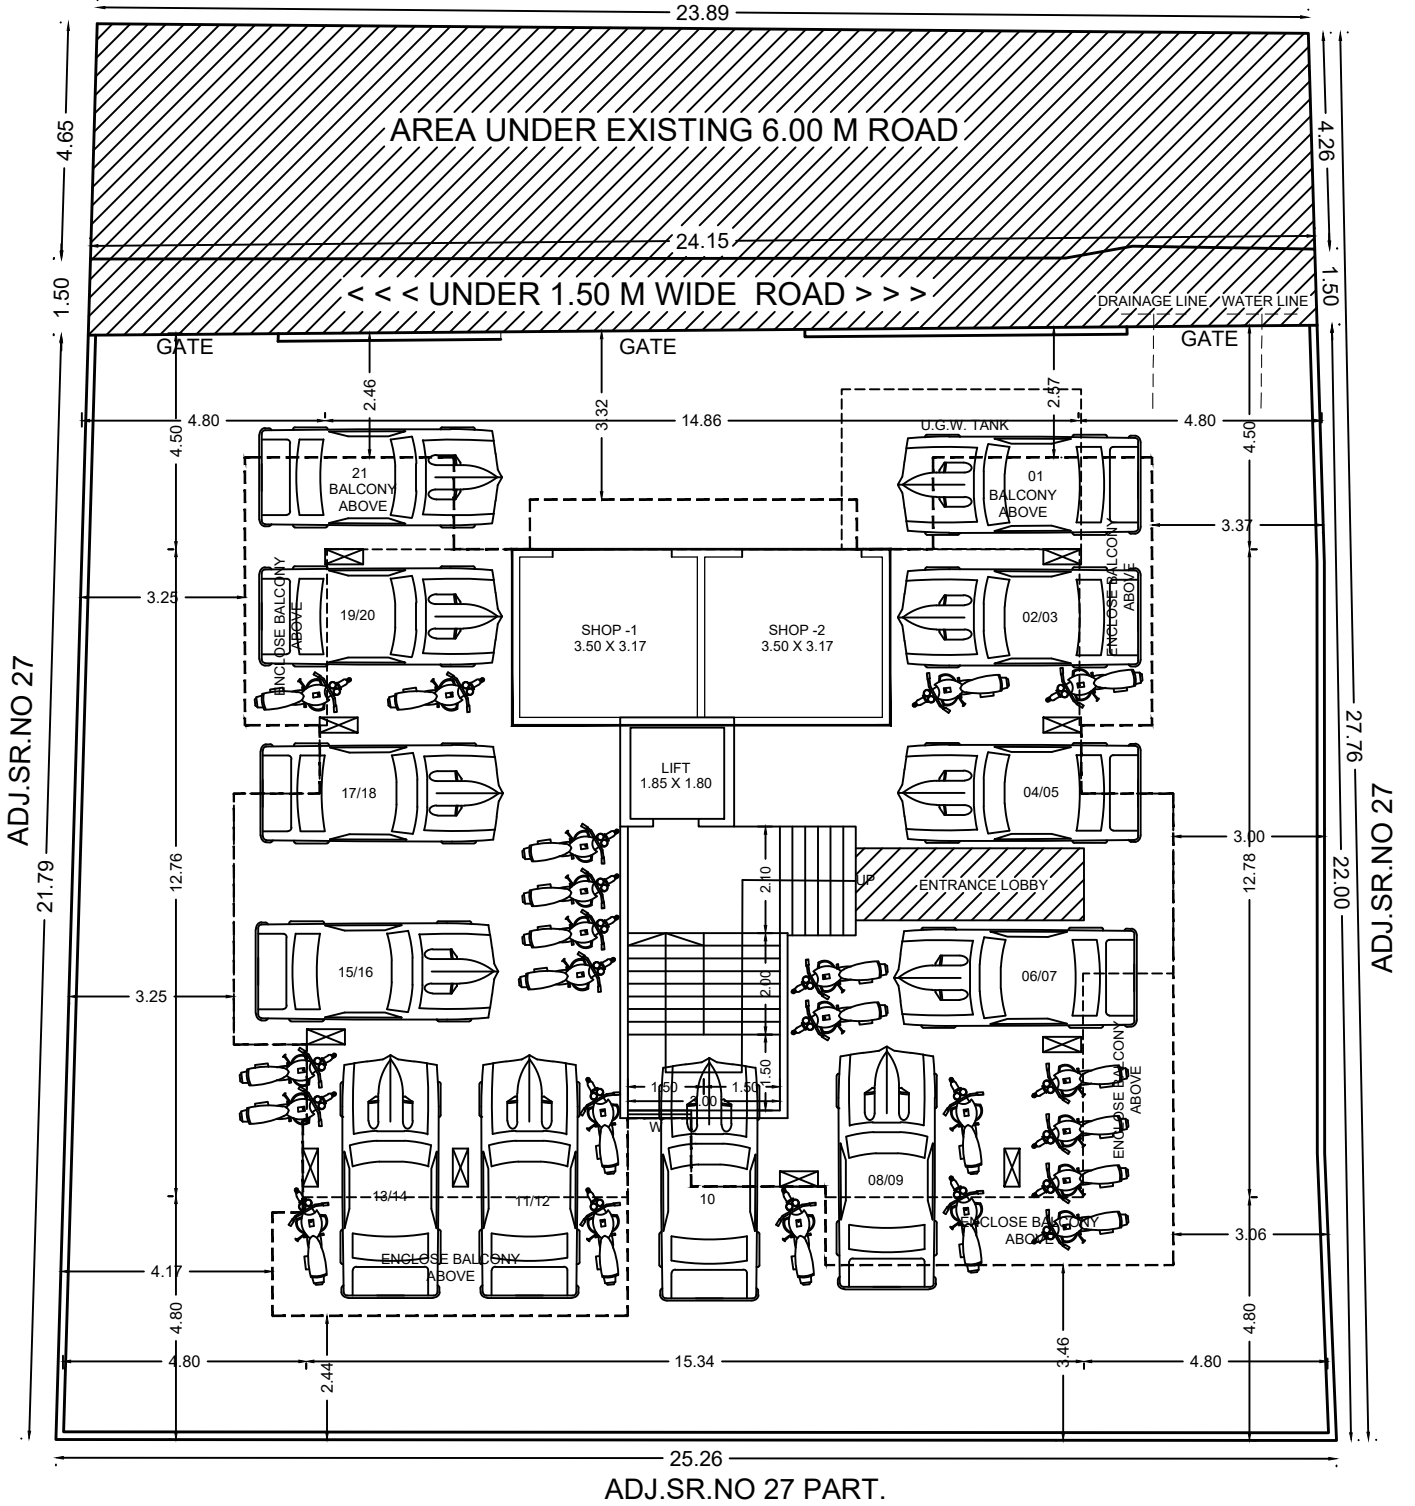 23.89
AREA UNDER EXISTING 6.00 M ROAD
4.65
4.26
24.15
< < < UNDER 1.50 M WIDE ROAD > > >
1.50
1.50
DRAINAGE LINE
WATER LINE
GATE
GATE
GATE
2.46
3.32
2.57
4.80
14.86
4.80
4.50
4.50
U.G.W. TANK
21
BALCONY
ABOVE
01
BALCONY
ABOVE
3.37
ENCLOSE BALCONY
ABOVE
ENCLOSE BALCONY
ABOVE
3.25
19/20
SHOP -1
3.50 X 3.17
SHOP -2
3.50 X 3.17
02/03
ADJ.SR.NO 27
27.76
ADJ.SR.NO 27
17/18
LIFT
1.85 X 1.80
04/05
21.79
12.76
3.00
12.78
22.00
2.10
UP
ENTRANCE LOBBY
15/16
06/07
3.25
2.00
1.50
1.50
1.50
3.00
W
ENCLOSE BALCONY
ABOVE
13/14
11/12
10
08/09
ENCLOSE BALCONY
ABOVE
3.06
ENCLOSE BALCONY
ABOVE
4.17
4.80
4.80
2.44
3.46
4.80
15.34
4.80
25.26
ADJ.SR.NO 27 PART.